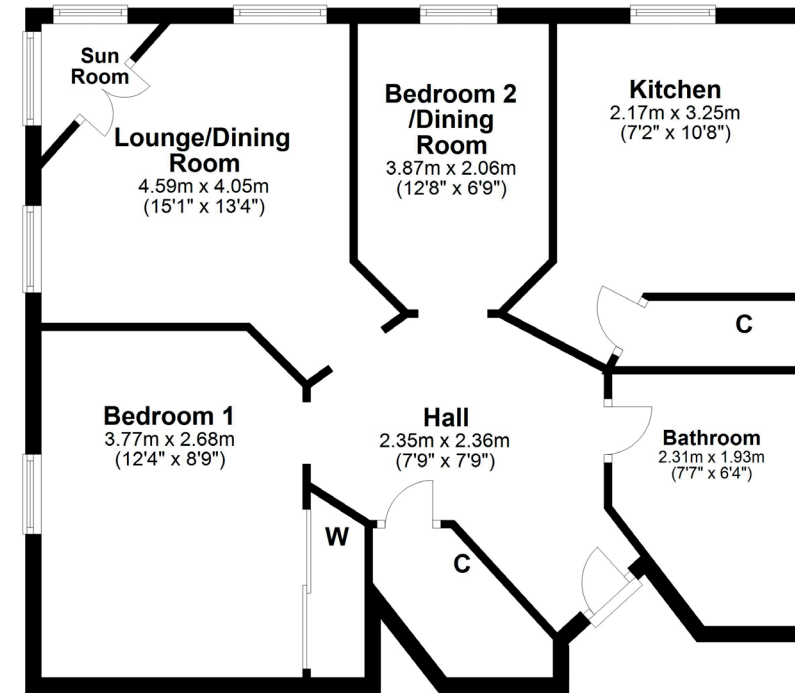 Sun
Room
Lounge/Dining
Room
4.59m x 4.05m
(15'1" x 13'4")
Bedroom 2
/Dining
Room
3.87m x 2.06m
(12'8" x 6'9")
Kitchen
2.17m x 3.25m
(7'2" x 10'8")
C
Bedroom 1
3.77m x 2.68m
(12'4" x 8'9")
Hall
2.35m x 2.36m
(7'9" x 7'9")
Bathroom
2.31m x 1.93m
(7'7" x 6'4")
W
C